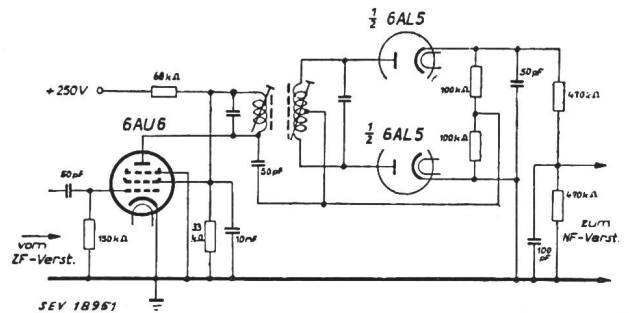 1/2 6AL5
68kΩ
+250V
6AU6
50pF
100kΩ
50pF
470kΩ
1/2 6AL5
100kΩ
50pF
150kΩ
33
kΩ
10nF
470kΩ
100
pF
vom
ZF-Verst.
zum
NF-Verst.
SEV 18951